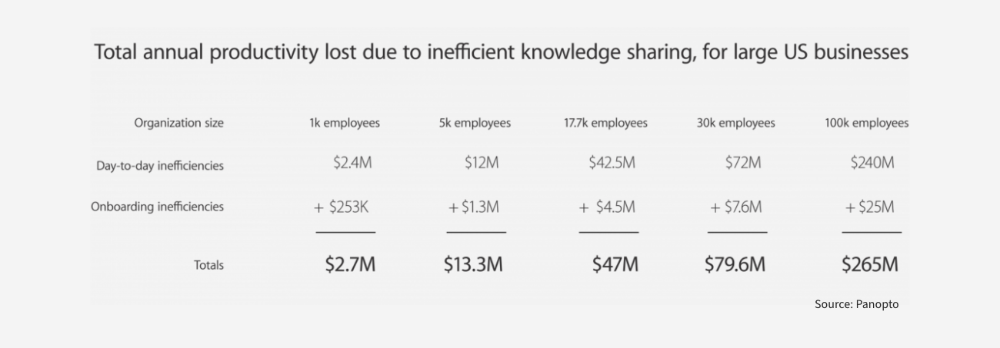 Total annual productivity lost due to inefficient knowledge sharing, for large US businesses
Organization size 1k employees 5k employees 17.7k employees 30k employees 100k employees
Day-to-day inefficiencies $2.4M $12M $42.5M $72M $240M
Onboarding inefficiencies + $253K + $1.3M + $4.5M + $7.6M + $25M
Totals $2.7M $13.3M $47M $79.6M $265M
Source: Panopto